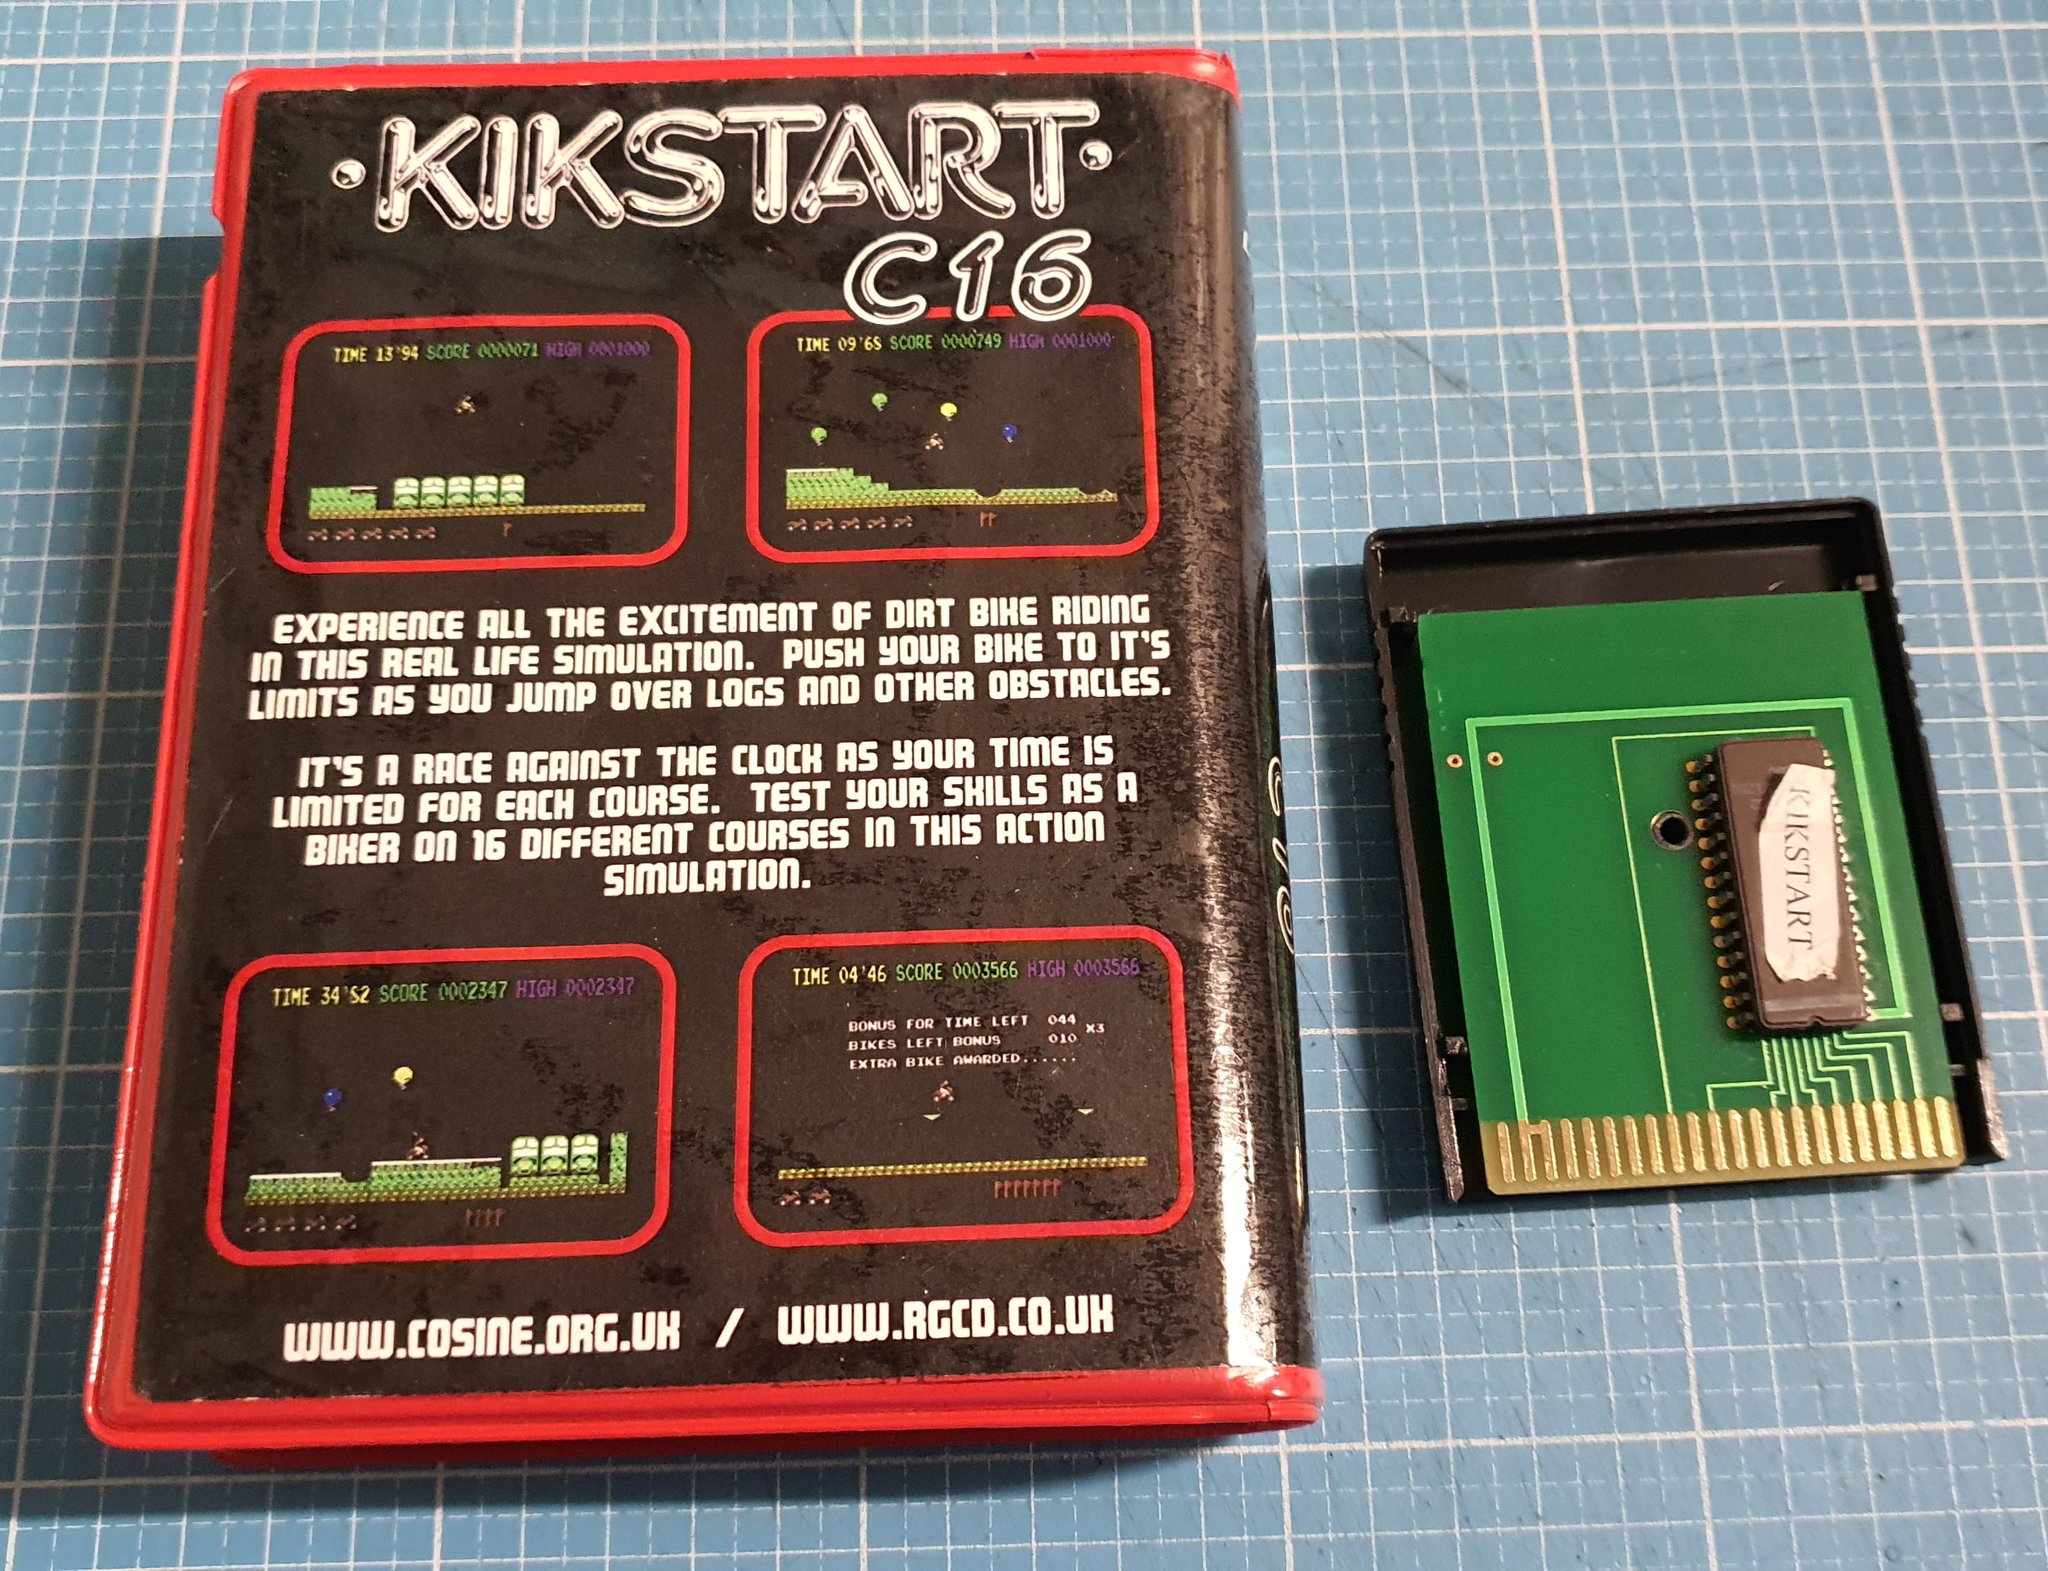 ·KIKSTART·
C16
TIME 13'94 SCORE 0000071 HIGH 0001000
TIME 09'68 SCORE 0000749 HIGH 0001000
EXPERIENCE ALL THE EXCITEMENT OF DIRT BIKE RIDING
IN THIS REAL LIFE SIMULATION. PUSH YOUR BIKE TO IT'S
LIMITS AS YOU JUMP OVER LOGS AND OTHER OBSTACLES.
IT'S A RACE AGAINST THE CLOCK AS YOUR TIME IS
LIMITED FOR EACH COURSE. TEST YOUR SKILLS AS A
BIKER ON 16 DIFFERENT COURSES IN THIS ACTION
SIMULATION.
TIME 34'52 SCORE 0002347 HIGH 0002347
TIME 04'46 SCORE 0003566 HIGH 0003566
BONUS FOR TIME LEFT 044 X3
BIKES LEFT BONUS 010
EXTRA BIKE AWARDED......
WWW.COSINE.ORG.UK / WWW.RGCD.CO.UK
KIKSTART